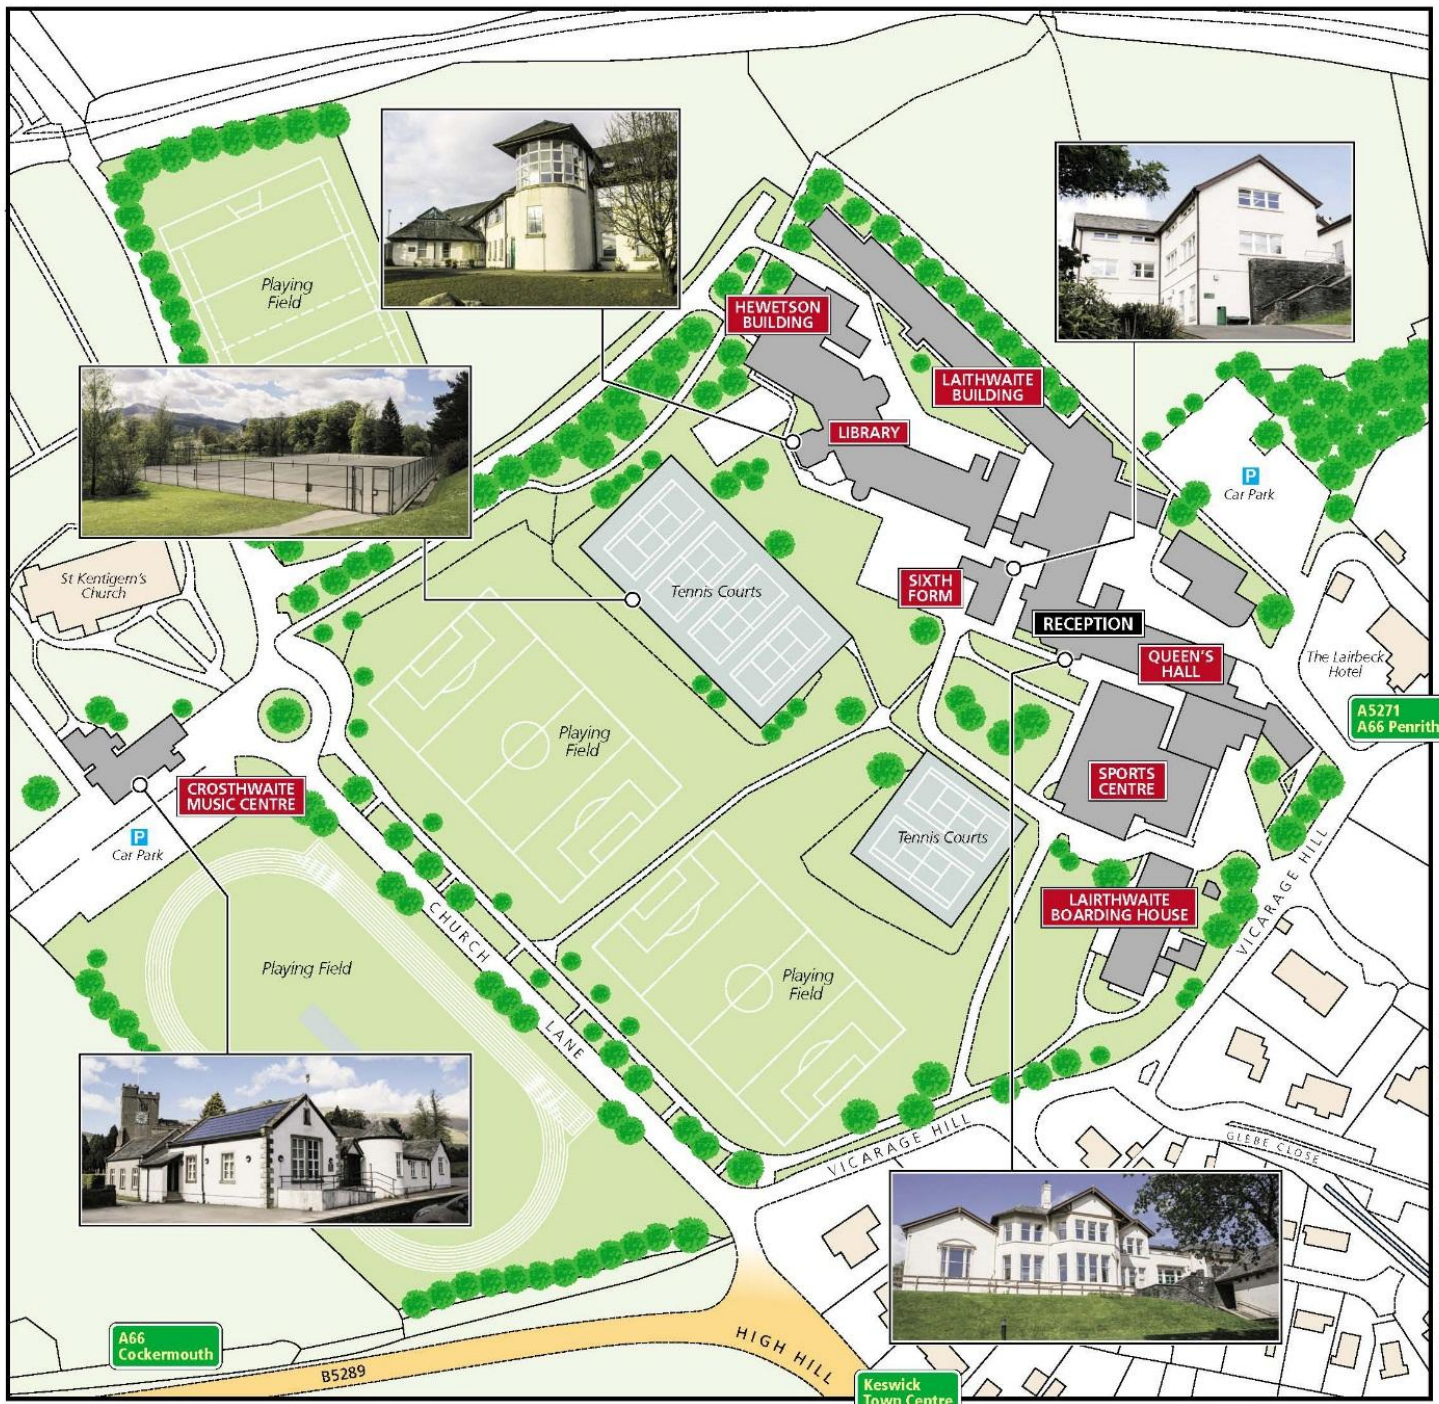 Playing
Field
HEWETSON
BUILDING
LAITHWAITE
BUILDING
LIBRARY
P
Car Park
St Kentigern's
Church
Tennis Courts
SIXTH
FORM
RECEPTION
QUEEN'S
HALL
The Lairbeck
Hotel
A5271
A66 Penrith
Playing
Field
CROSTHWAITE
MUSIC CENTRE
SPORTS
CENTRE
P
Car Park
Tennis Courts
LAIRTHWAITE
BOARDING HOUSE
VICARAGE HILL
CHURCH
LANE
Playing Field
Playing
Field
VICARAGE HILL
GLEBE CLOSE
A66
Cockermouth
B5289
HIGH HILL
Keswick
Town Centre